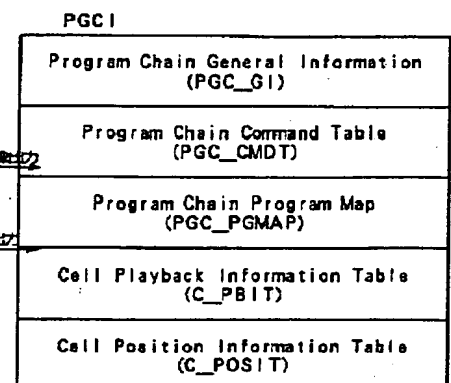 PGCI
Program Chain General Information
(PGC_GI)
Program Chain Command Table
(PGC_CMDT)
Program Chain Program Map
(PGC_PGMAP)
Cell Playback Information Table
(C_PBIT)
Cell Position Information Table
(C_POSIT)